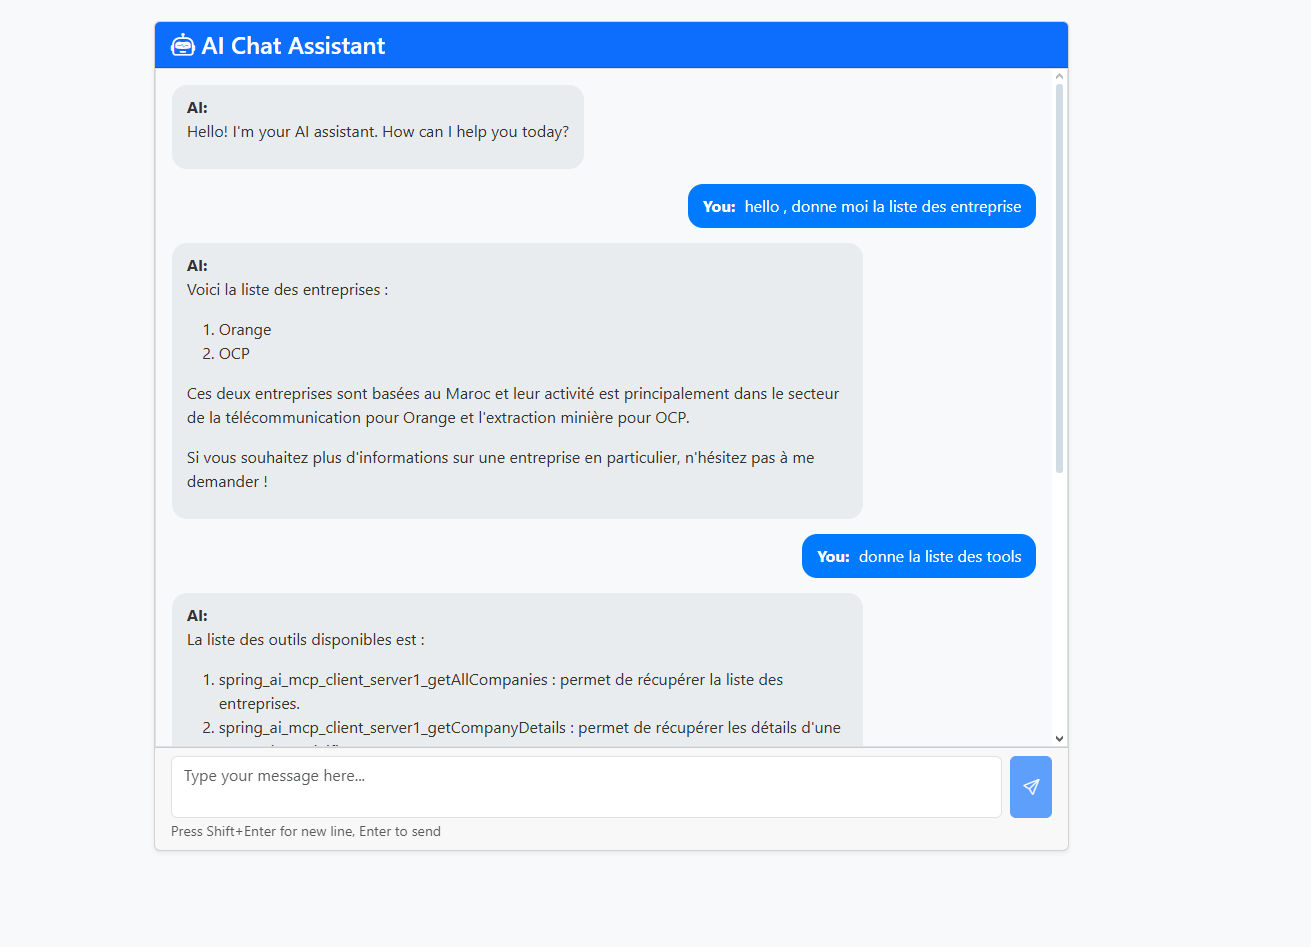 AI Chat Assistant
AI:
Hello! I'm your AI assistant. How can I help you today?
You: hello , donne moi la liste des entreprise
AI:
Voici la liste des entreprises :
1. Orange
2. OCP
Ces deux entreprises sont basées au Maroc et leur activité est principalement dans le secteur
de la télécommunication pour Orange et l'extraction minière pour OCP.
Si vous souhaitez plus d'informations sur une entreprise en particulier, n'hésitez pas à me
demander !
You: donne la liste des tools
AI:
La liste des outils disponibles est :
1. spring_ai_mcp_client_server1_getAllCompanies : permet de récupérer la liste des
entreprises.
2. spring_ai_mcp_client_server1_getCompanyDetails : permet de récupérer les détails d'une
Type your message here...
Press Shift+Enter for new line, Enter to send